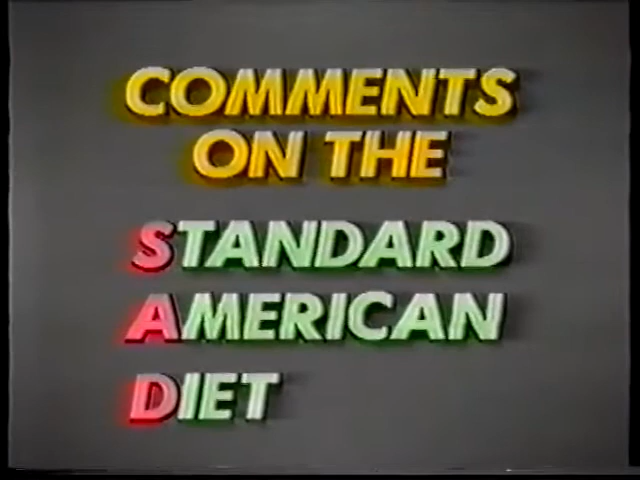 COMMENTS
ON THE
STANDARD
AMERICAN
DIET